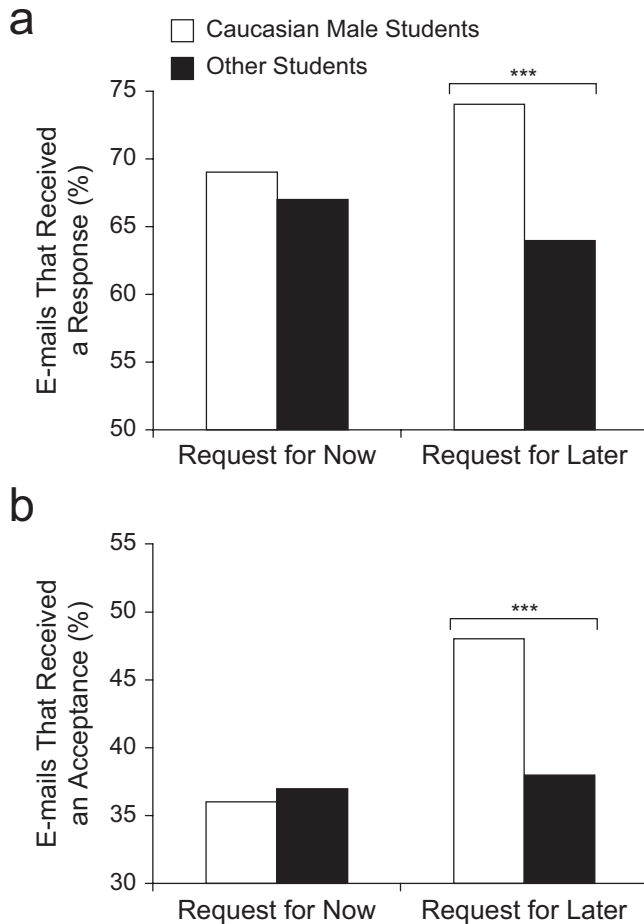 a
Caucasian Male Students
Other Students
E-mails That Received
a Response (%)
75
70
65
60
55
50
***
Request for Now
Request for Later
b
E-mails That Received
an Acceptance (%)
55
50
45
40
35
30
***
Request for Now
Request for Later